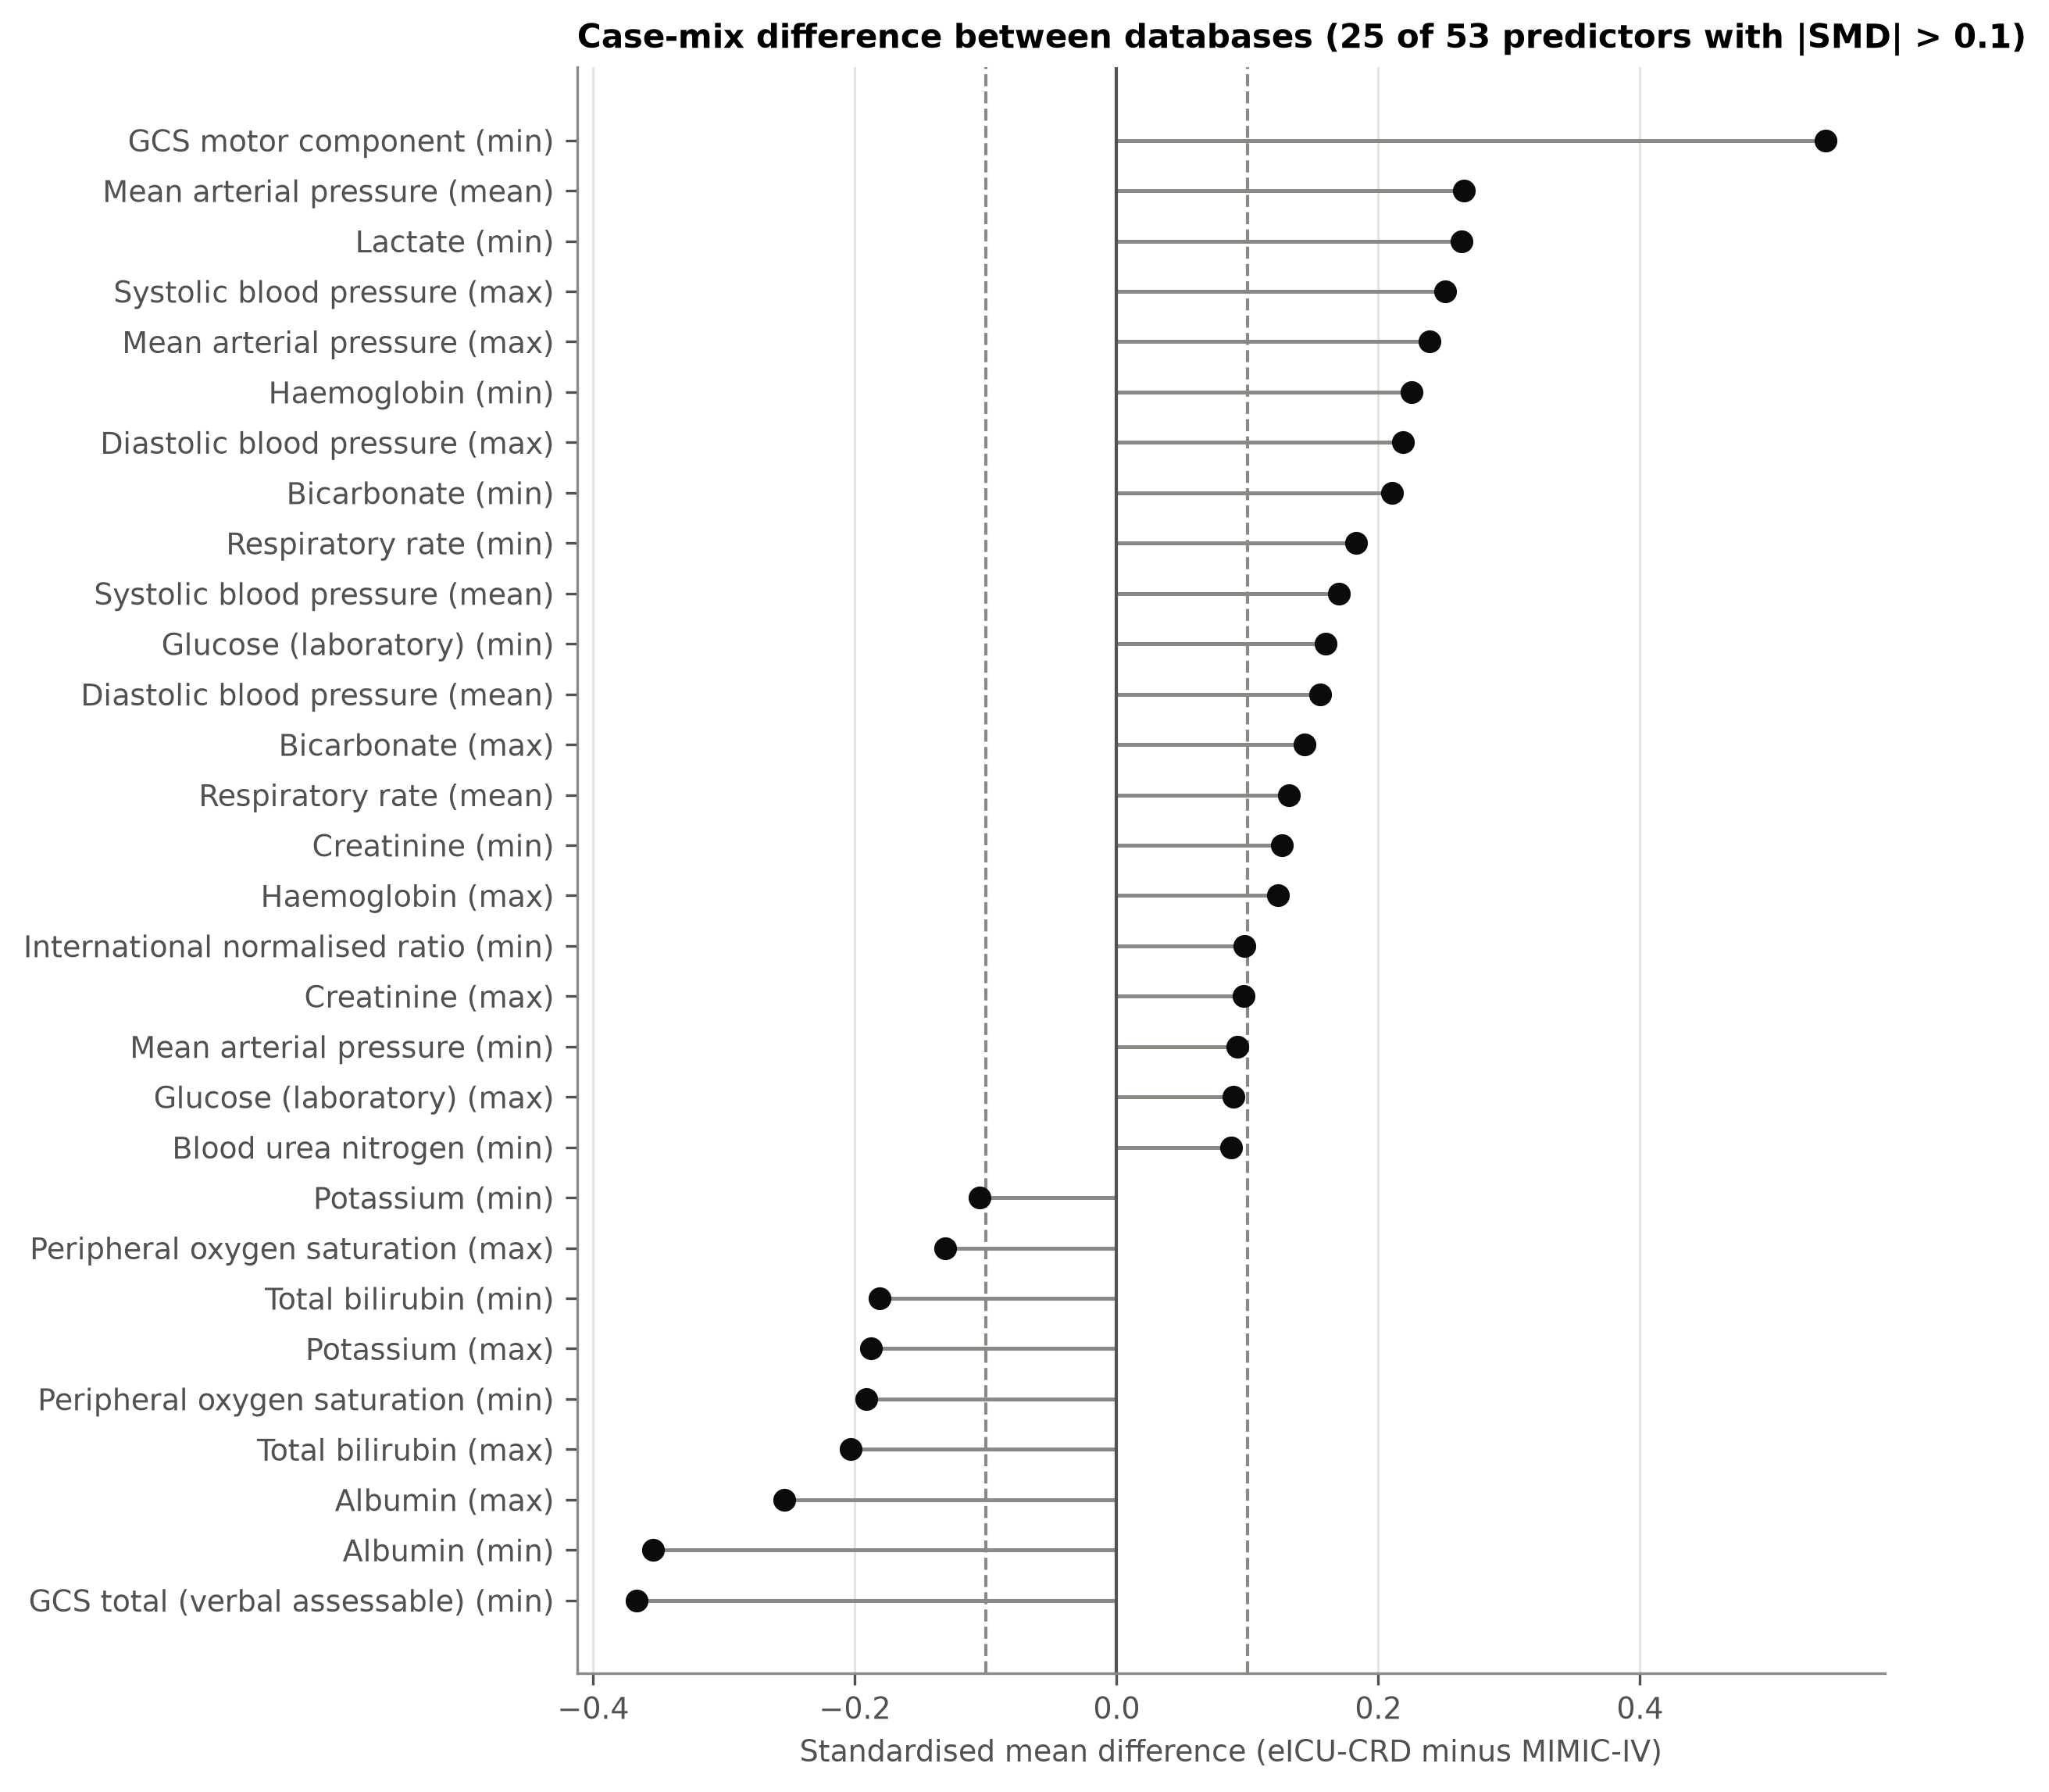 Case-mix difference between databases (25 of 53 predictors with |SMD| > 0.1)
GCS motor component (min)
Mean arterial pressure (mean)
Lactate (min)
Systolic blood pressure (max)
Mean arterial pressure (max)
Haemoglobin (min)
Diastolic blood pressure (max)
Bicarbonate (min)
Respiratory rate (min)
Systolic blood pressure (mean)
Glucose (laboratory) (min)
Diastolic blood pressure (mean)
Bicarbonate (max)
Respiratory rate (mean)
Creatinine (min)
Haemoglobin (max)
International normalised ratio (min)
Creatinine (max)
Mean arterial pressure (min)
Glucose (laboratory) (max)
Blood urea nitrogen (min)
Potassium (min)
Peripheral oxygen saturation (max)
Total bilirubin (min)
Potassium (max)
Peripheral oxygen saturation (min)
Total bilirubin (max)
Albumin (max)
Albumin (min)
GCS total (verbal assessable) (min)
−0.4 −0.2 0.0 0.2 0.4
Standardised mean difference (eICU-CRD minus MIMIC-IV)